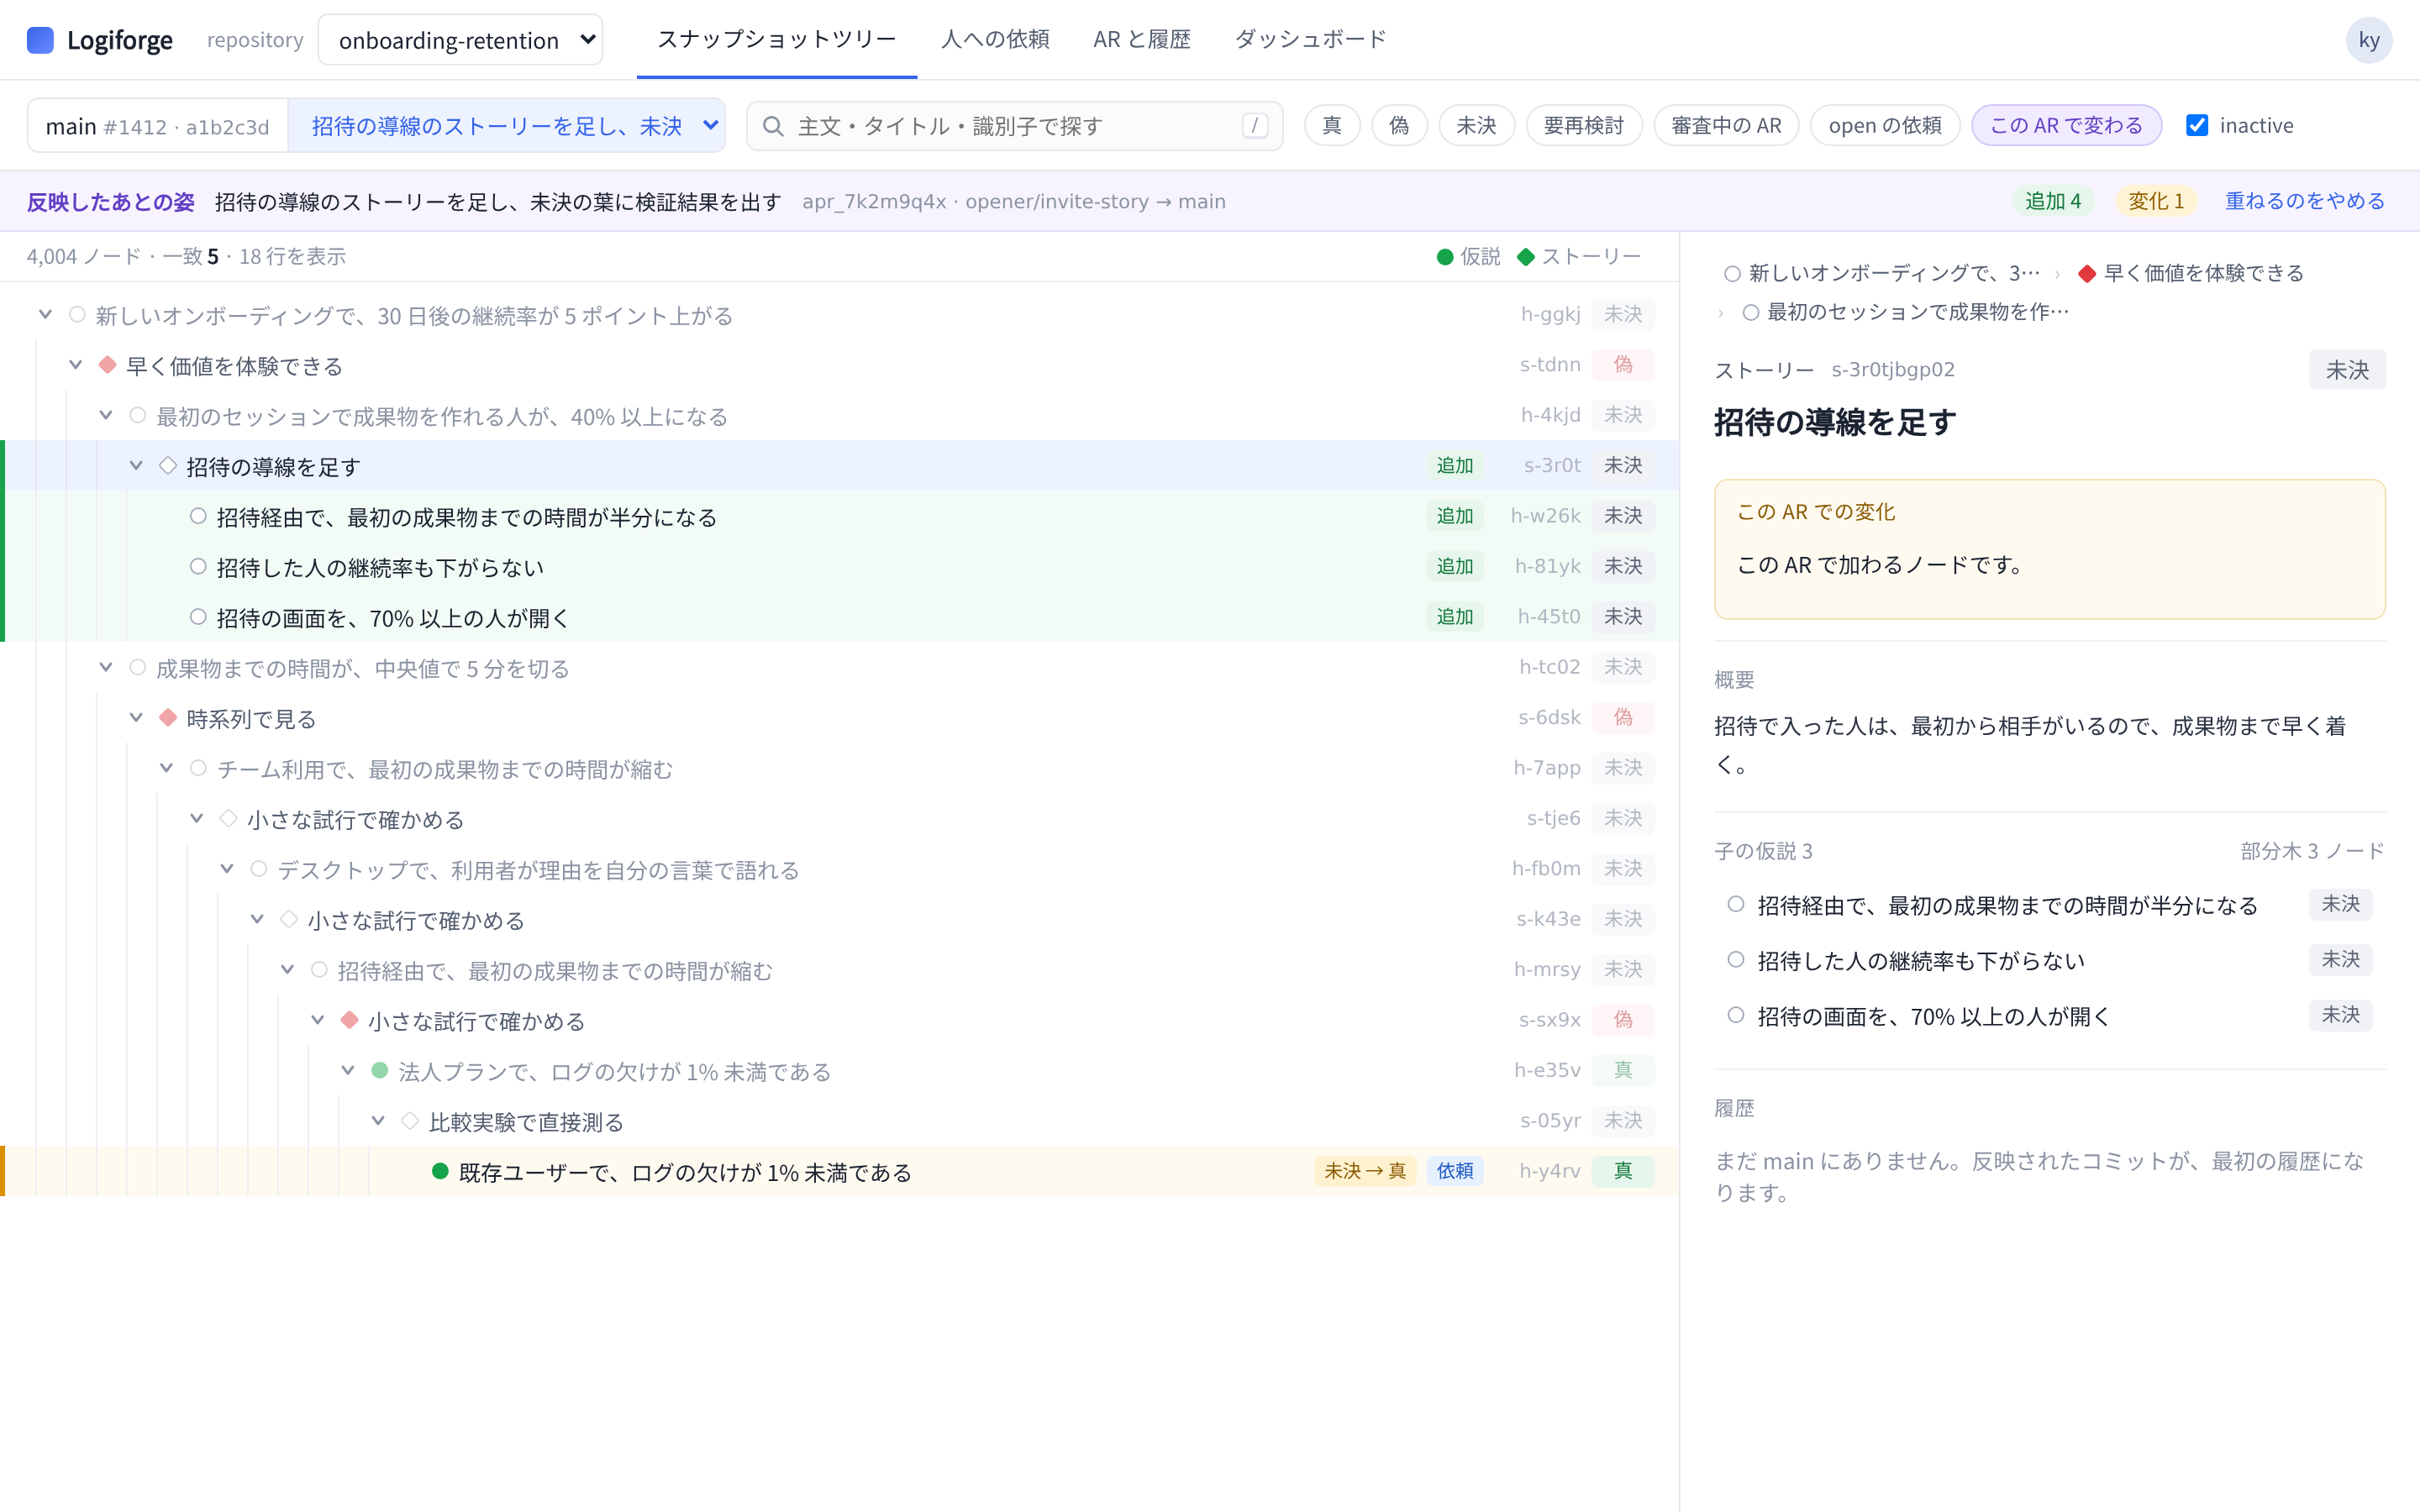 Logiforge repository onboarding-retention スナップショットツリー 人への依頼 AR と履歴 ダッシュボード ky
main #1412 · a1b2c3d 招待の導線のストーリーを足し、未決 主文・タイトル・識別子で探す / 真 偽 未決 要再検討 審査中の AR open の依頼 この AR で変わる inactive
反映したあとの姿 招待の導線のストーリーを足し、未決の葉に検証結果を出す apr_7k2m9q4x · opener/invite-story → main 追加 4 変化 1 重ねるのをやめる
4,004 ノード · 一致 5 · 18 行を表示 仮説 ストーリー
新しいオンボーディングで、30 日後の継続率が 5 ポイント上がる h-ggkj 未決
早く価値を体験できる s-tdnn 偽
最初のセッションで成果物を作れる人が、40% 以上になる h-4kjd 未決
招待の導線を足す 追加 s-3r0t 未決
招待経由で、最初の成果物までの時間が半分になる 追加 h-w26k 未決
招待した人の継続率も下がらない 追加 h-81yk 未決
招待の画面を、70% 以上の人が開く 追加 h-45t0 未決
成果物までの時間が、中央値で 5 分を切る h-tc02 未決
時系列で見る s-6dsk 偽
チーム利用で、最初の成果物までの時間が縮む h-7app 未決
小さな試行で確かめる s-tje6 未決
デスクトップで、利用者が理由を自分の言葉で語れる h-fb0m 未決
小さな試行で確かめる s-k43e 未決
招待経由で、最初の成果物までの時間が縮む h-mrsy 未決
小さな試行で確かめる s-sx9x 偽
法人プランで、ログの欠けが 1% 未満である h-e35v 真
比較実験で直接測る s-05yr 未決
既存ユーザーで、ログの欠けが 1% 未満である 未決 → 真 依頼 h-y4rv 真
新しいオンボーディングで、3… › 早く価値を体験できる
› 最初のセッションで成果物を作…
ストーリー s-3r0tjbgp02 未決
招待の導線を足す
この AR での変化
この AR で加わるノードです。
概要
招待で入った人は、最初から相手がいるので、成果物まで早く着
く。
子の仮説 3 部分木 3 ノード
招待経由で、最初の成果物までの時間が半分になる 未決
招待した人の継続率も下がらない 未決
招待の画面を、70% 以上の人が開く 未決
履歴
まだ main にありません。反映されたコミットが、最初の履歴にな
ります。